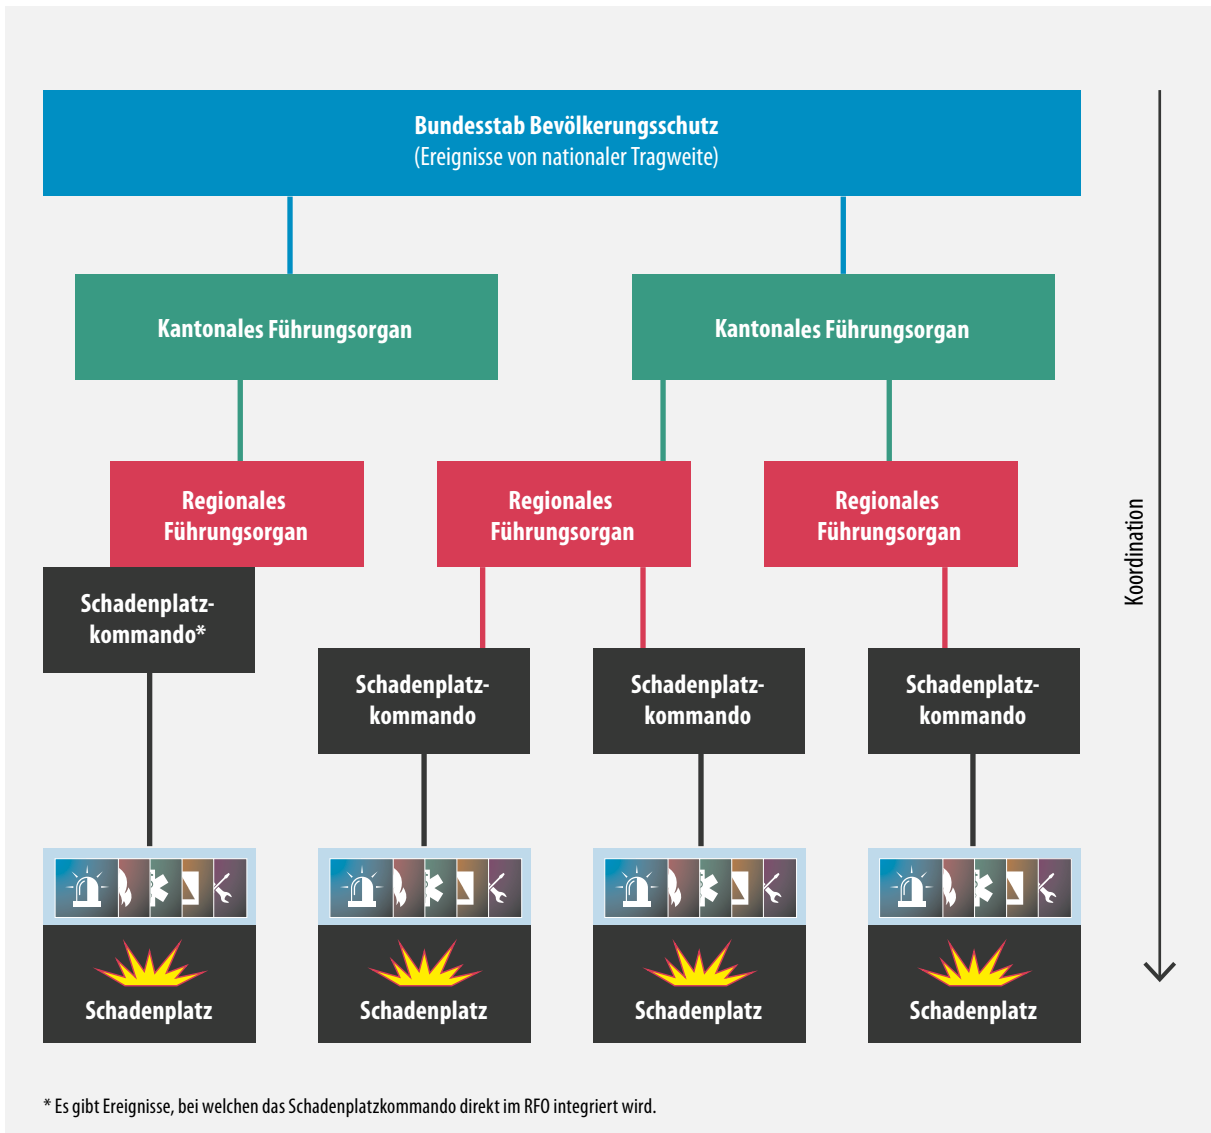 Bundesstab Bevölkerungsschutz
(Ereignisse von nationaler Tragweite)
Kantonales Führungsorgan
Kantonales Führungsorgan
Regionales
Führungsorgan
Regionales
Führungsorgan
Regionales
Führungsorgan
Schadenplatz-
kommando*
Schadenplatz-
kommando
Schadenplatz-
kommando
Schadenplatz-
kommando
Schadenplatz
Schadenplatz
Schadenplatz
Schadenplatz
Koordination
* Es gibt Ereignisse, bei welchen das Schadenplatzkommando direkt im RFO integriert wird.